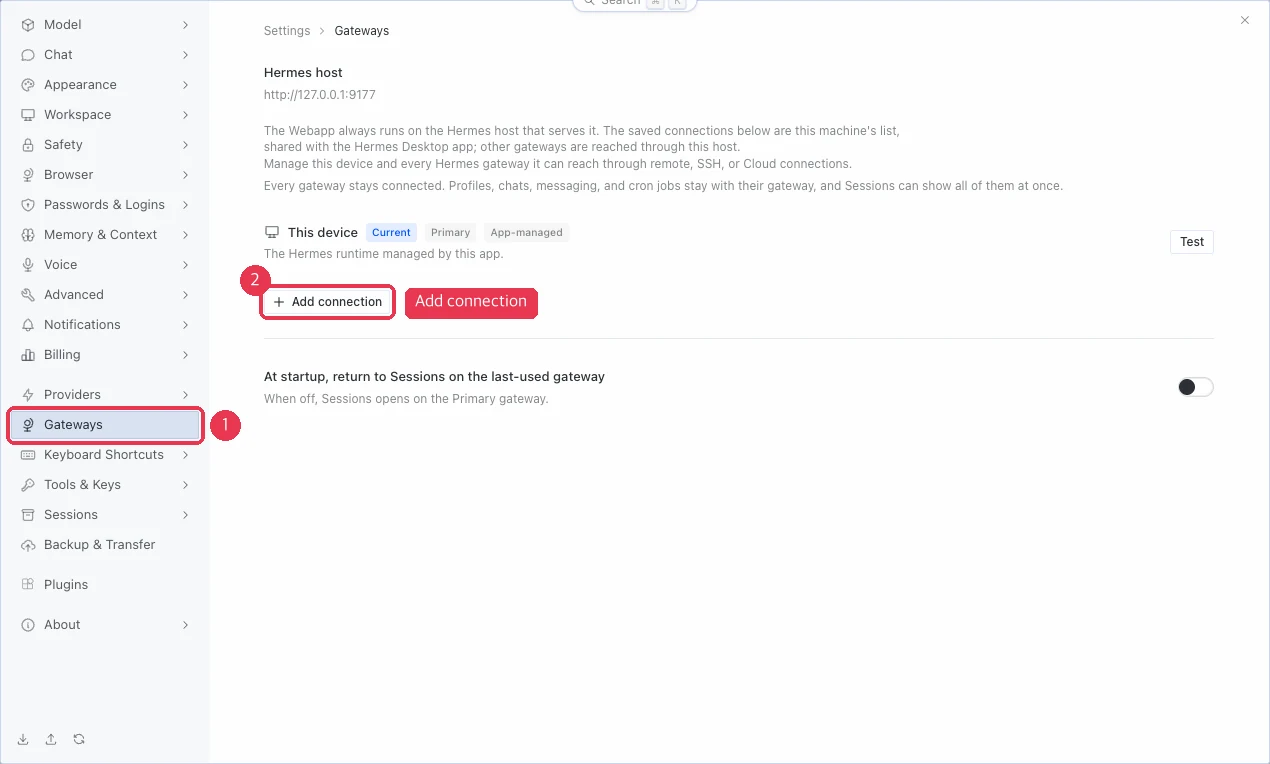 Search ⌘ K
Model
Chat
Appearance
Workspace
Safety
Browser
Passwords & Logins
Memory & Context
Voice
Advanced
Notifications
Billing
Providers
Gateways
1
Keyboard Shortcuts
Tools & Keys
Sessions
Backup & Transfer
Plugins
About
Settings > Gateways
Hermes host
http://127.0.0.1:9177
The Webapp always runs on the Hermes host that serves it. The saved connections below are this machine's list,
shared with the Hermes Desktop app; other gateways are reached through this host.
Manage this device and every Hermes gateway it can reach through remote, SSH, or Cloud connections.
Every gateway stays connected. Profiles, chats, messaging, and cron jobs stay with their gateway, and Sessions can show all of them at once.
This device Current Primary App-managed
The Hermes runtime managed by this app.
Test
2
+ Add connection
Add connection
At startup, return to Sessions on the last-used gateway
When off, Sessions opens on the Primary gateway.